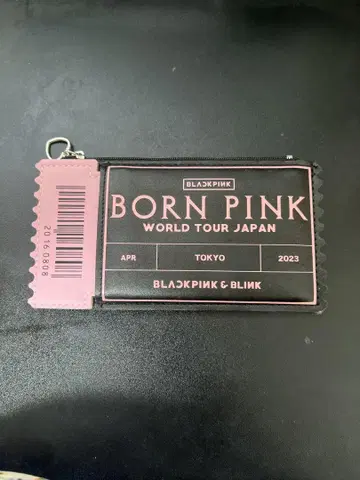 BLACKPINK
BORN PINK
WORLD TOUR JAPAN
APR
TOKYO
2023
BLACKPINK & BLINK
20160808